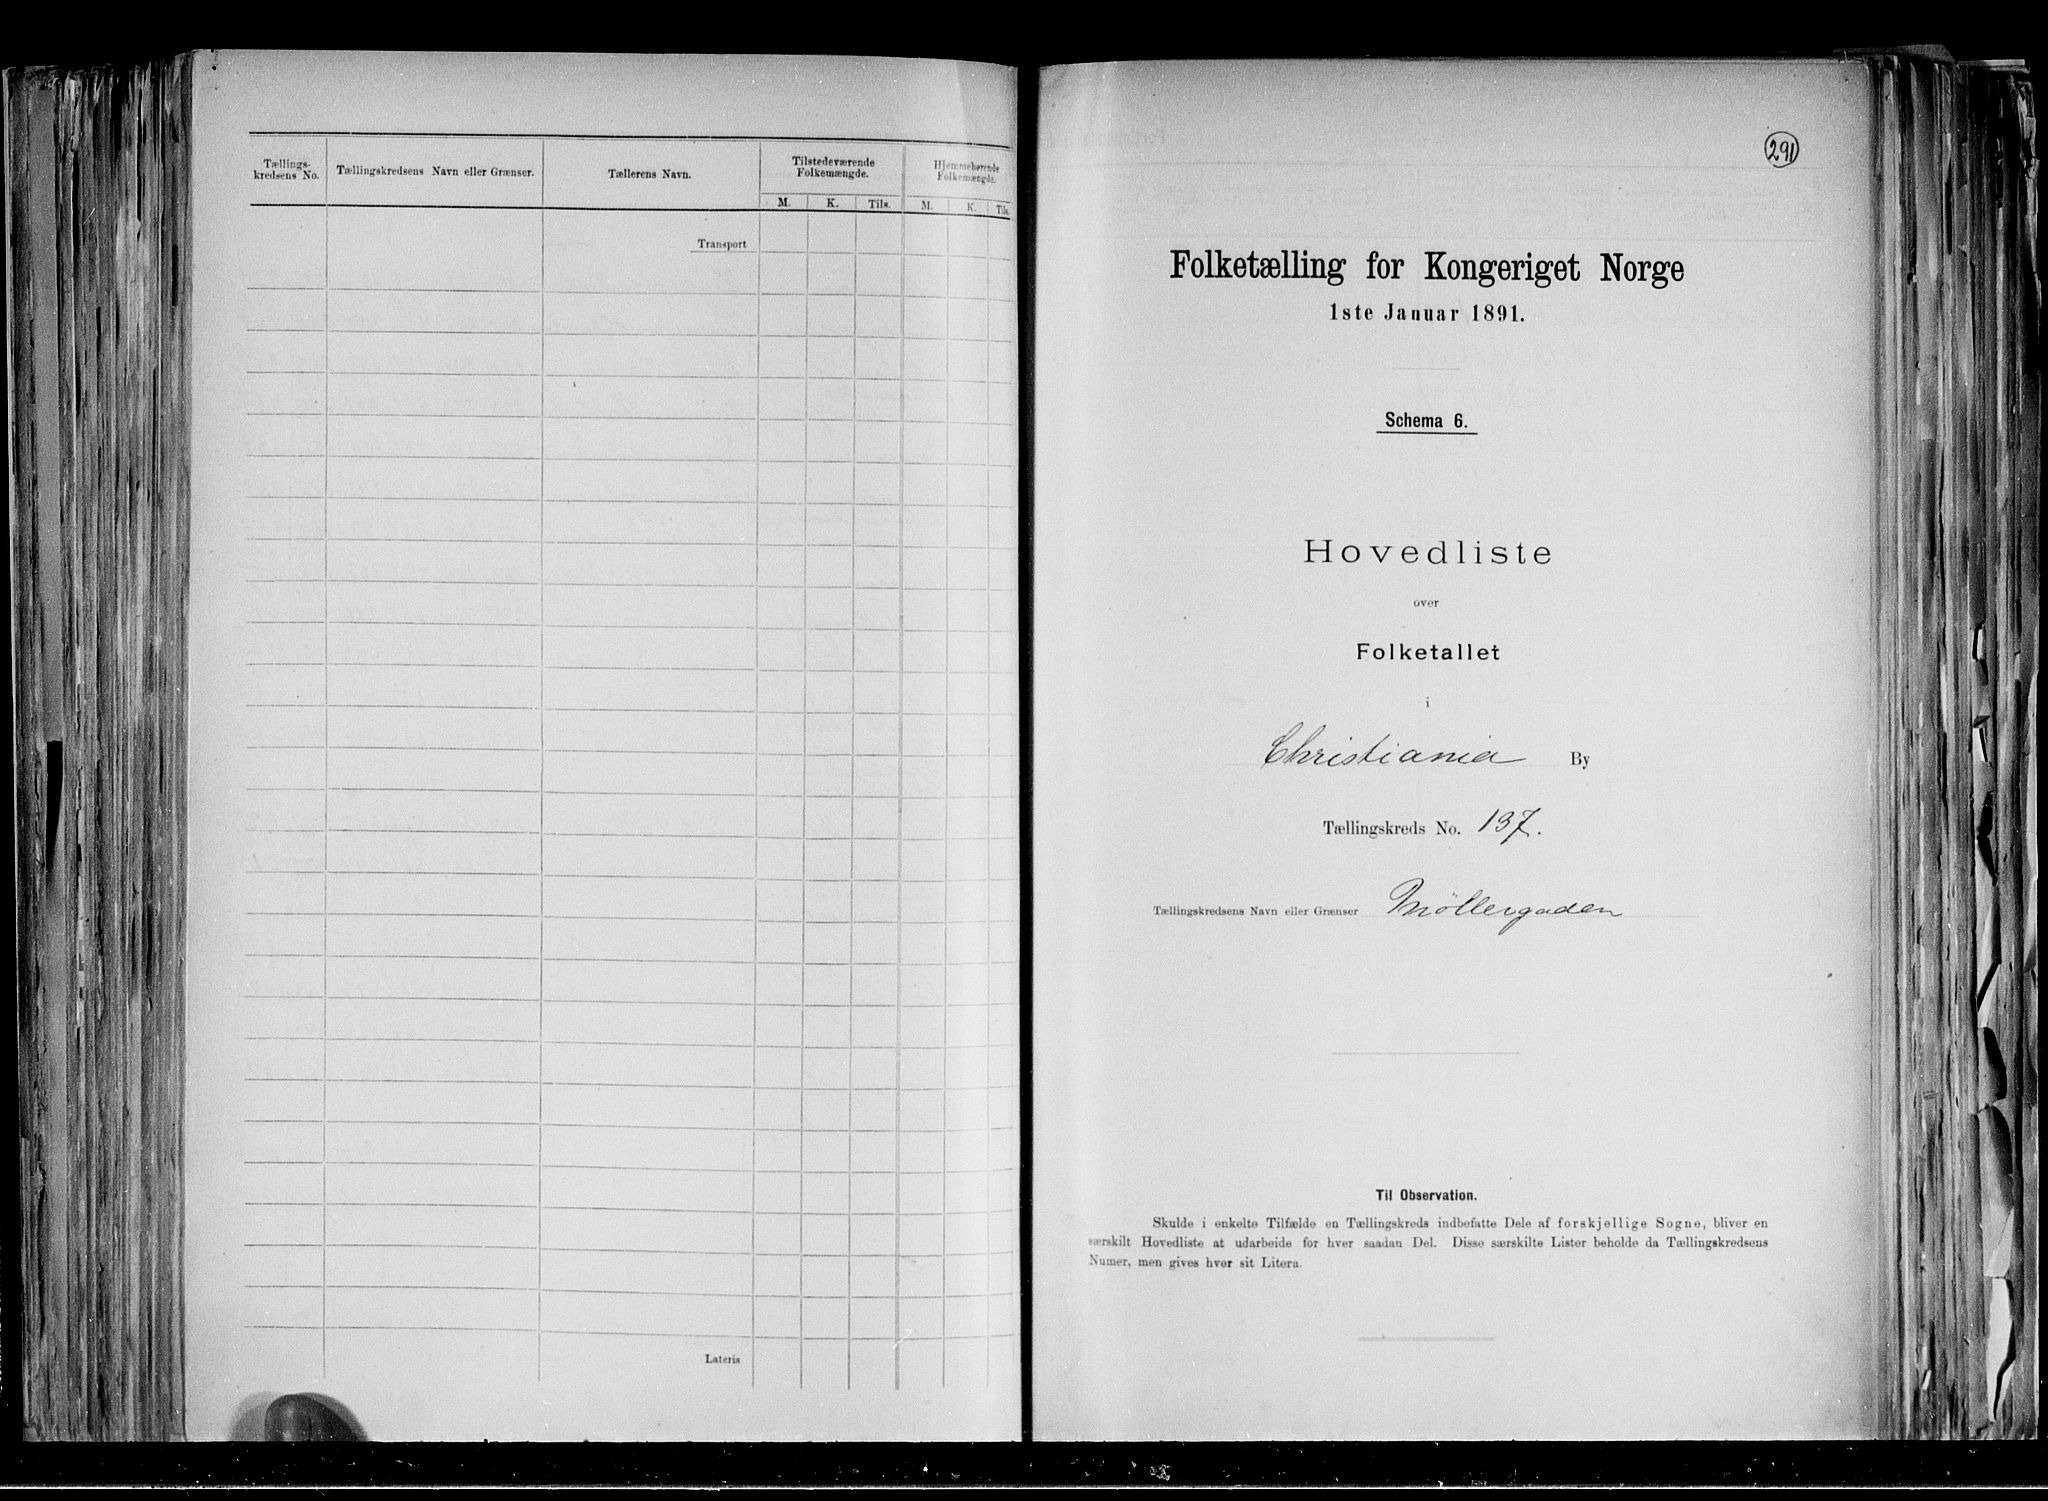 Tællings-
kredsens No.
Tællingskredsens Navn eller Grænser.
Tællerens Navn.
Tilstedeværende
Folkemængde.
Hjemmehørende
Folkemængde.
M. K. Tils. M. K. Tils.
Transport
Lateris
291
Folketælling for Kongeriget Norge
1ste Januar 1891.
Schema 6.
Hovedliste
over
Folketallet
i
Christiania By
Tællingskreds No. 137.
Tællingskredsens Navn eller Grænser Möllergaden
Til Observation.
Skulde i enkelte Tilfælde en Tællingskreds indbefatte Dele af forskjellige Sogne, bliver en
særskilt Hovedliste at udarbeide for hver saadan Del. Disse særskilte Lister beholde da Tællingskredsens
Numer, men gives hver sit Litera.